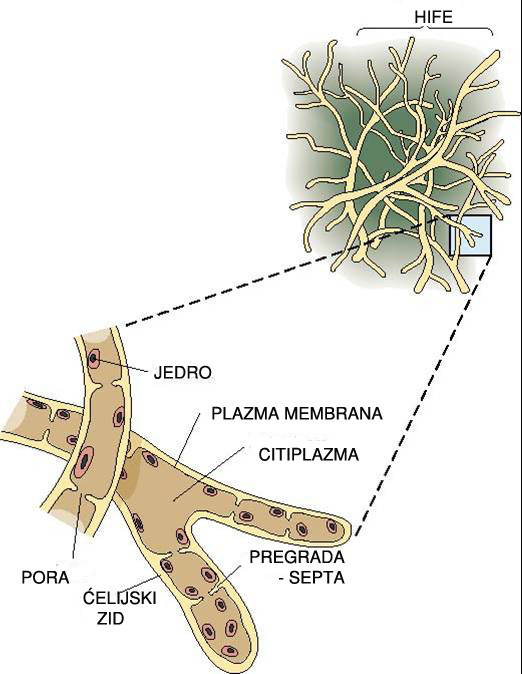 HIFE
JEDRO
PLAZMA MEMBRANA
CITIPLAZMA
PREGRADA
- SEPTA
PORA
ĆELIJSKI
ZID